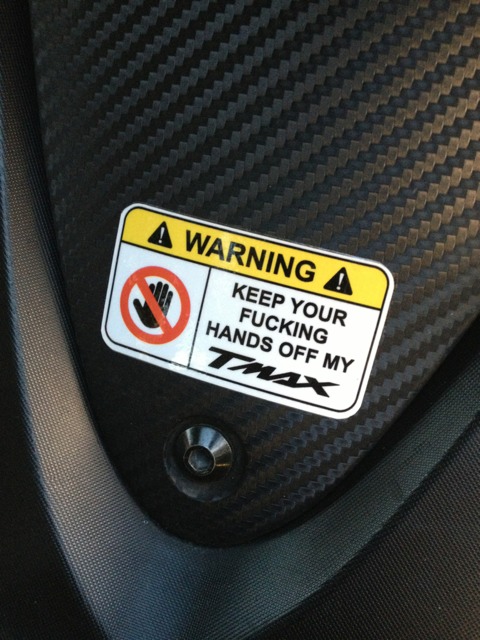 WARNING
KEEP YOUR
FUCKING
HANDS OFF MY
TMAX